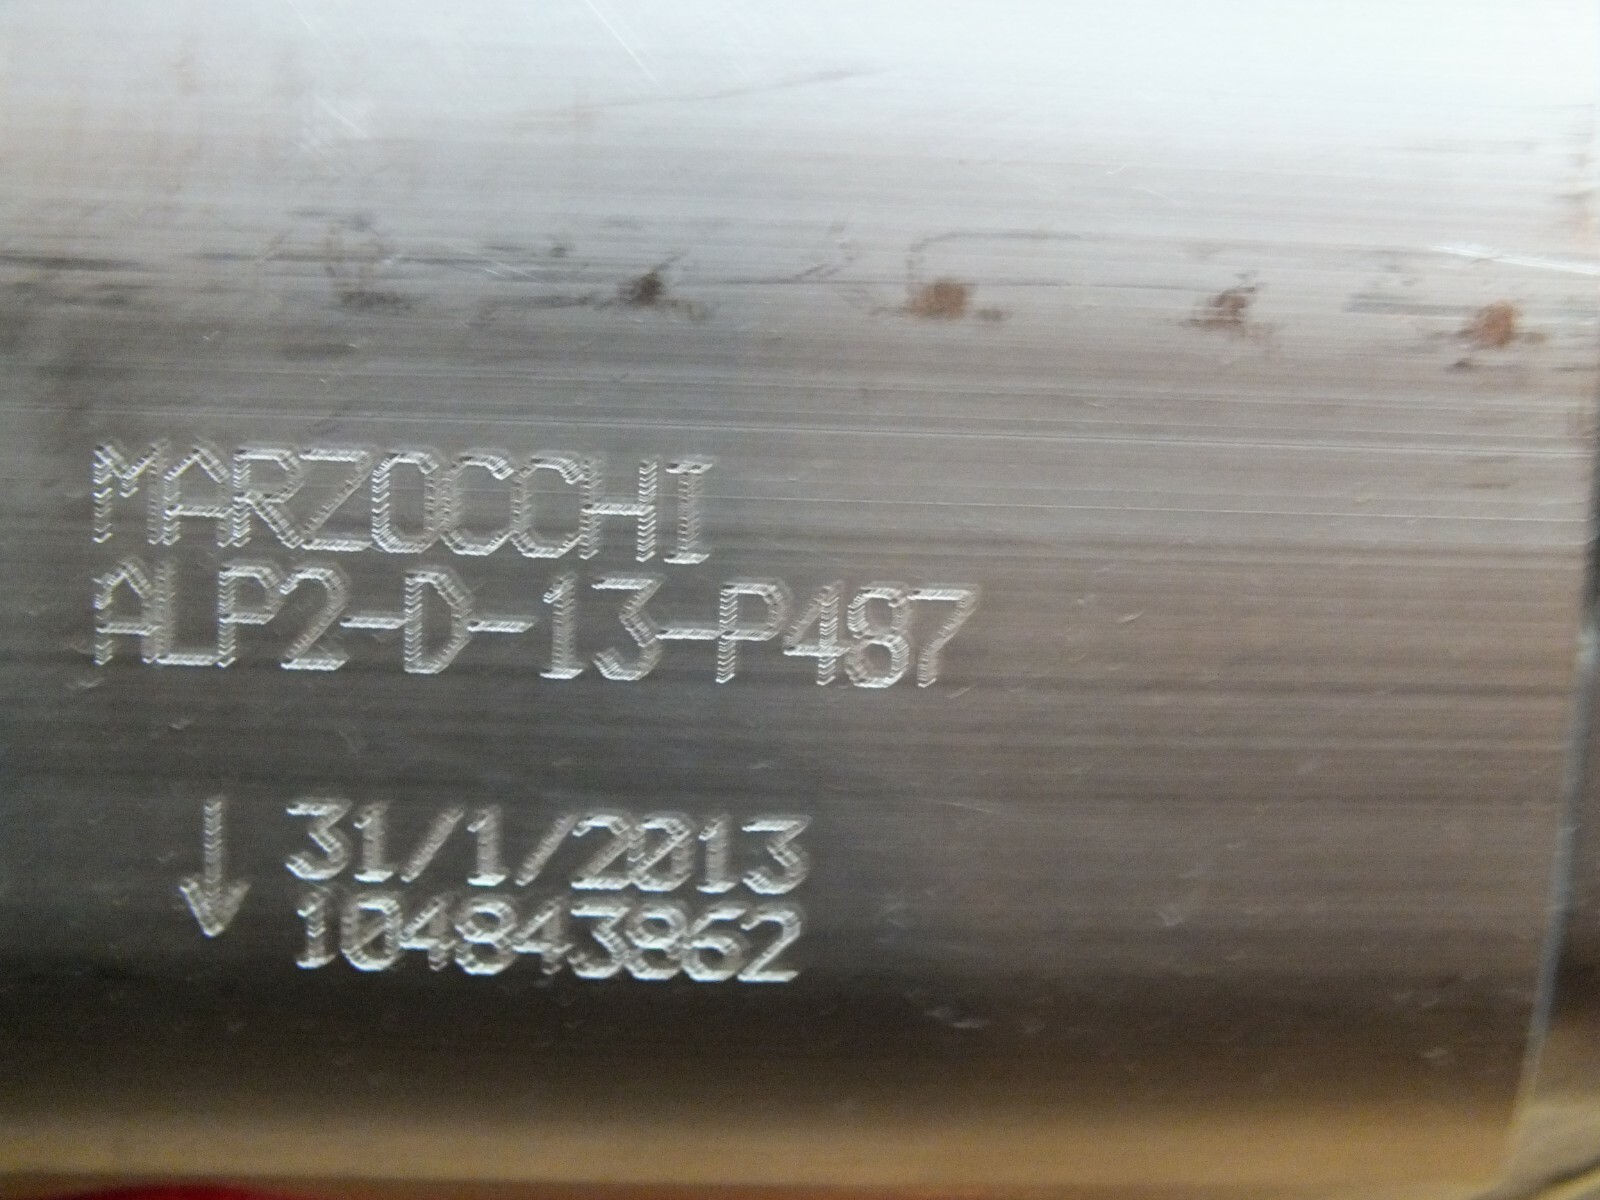 MARZOCCHI
ALP2-D-13-P487
↓ 31/1/2013
104843862